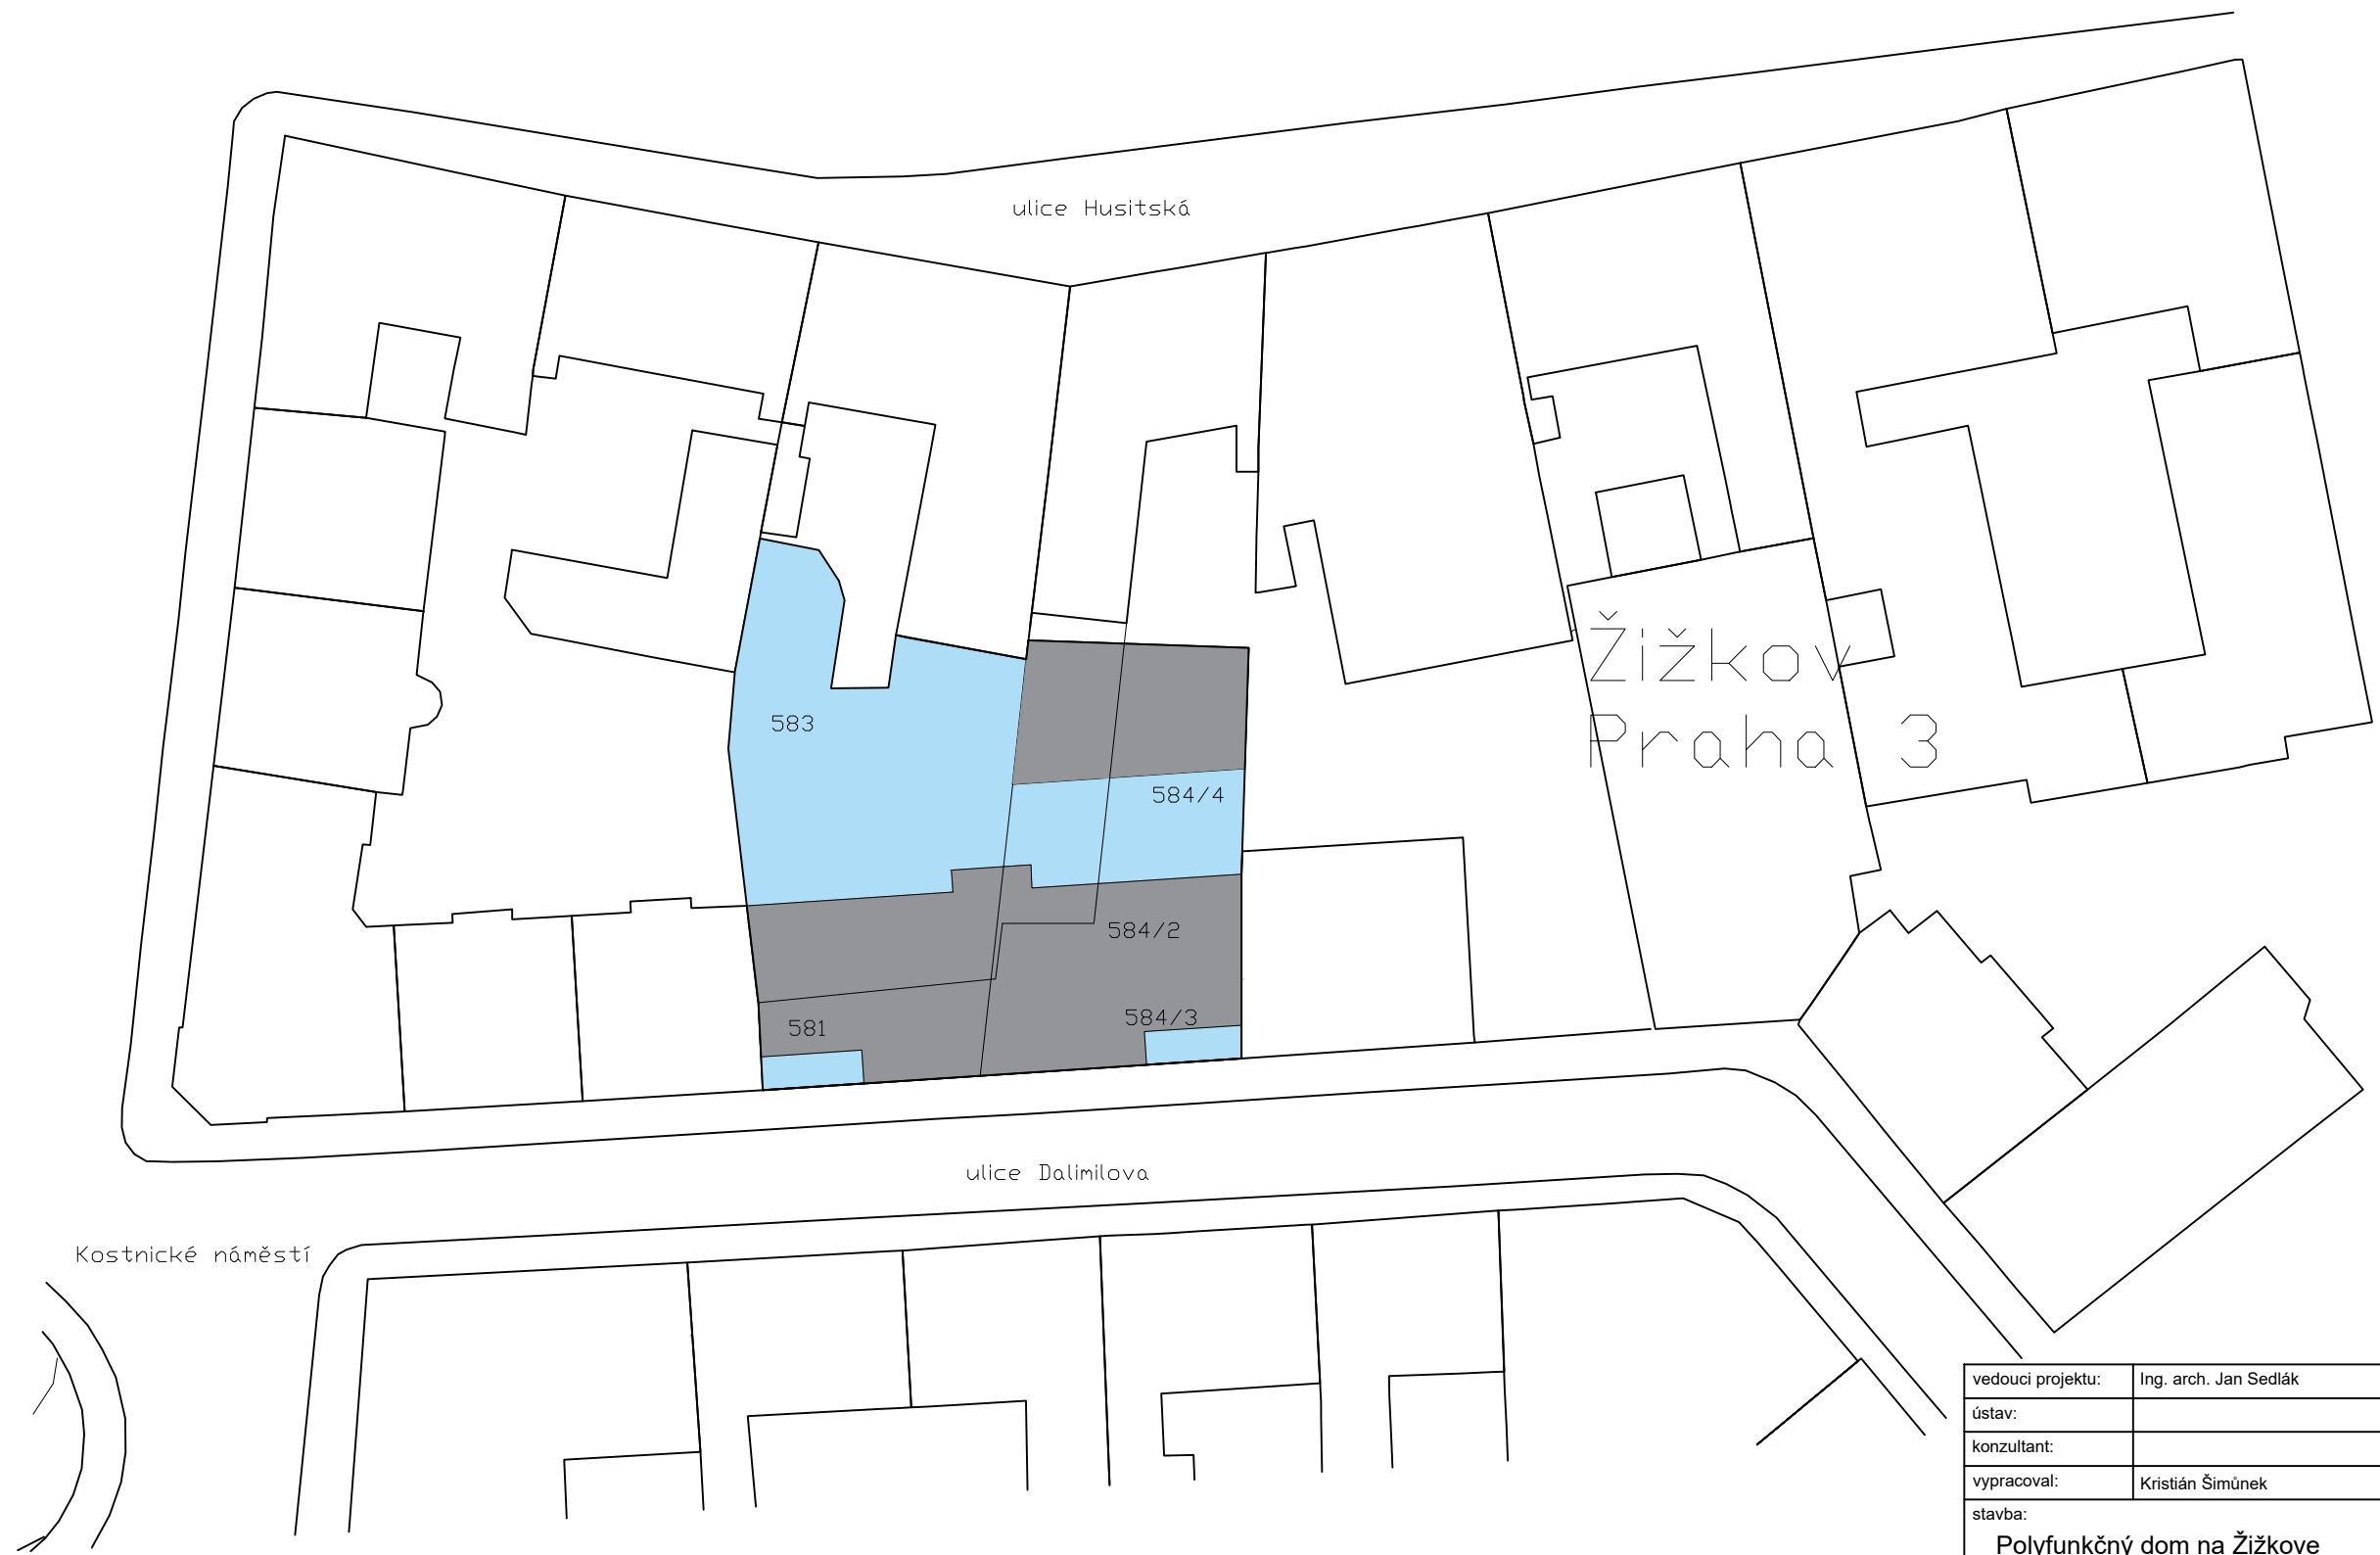 ulice Husitská
Žižkov
Praha 3
583
584/4
584/2
584/3
581
ulice Dalimilova
Kostnické náměstí
vedouci projektu: Ing. arch. Jan Sedlák
ústav:
konzultant:
vypracoval: Kristián Šimůnek
stavba:
Polyfunkčný dom na Žižkove